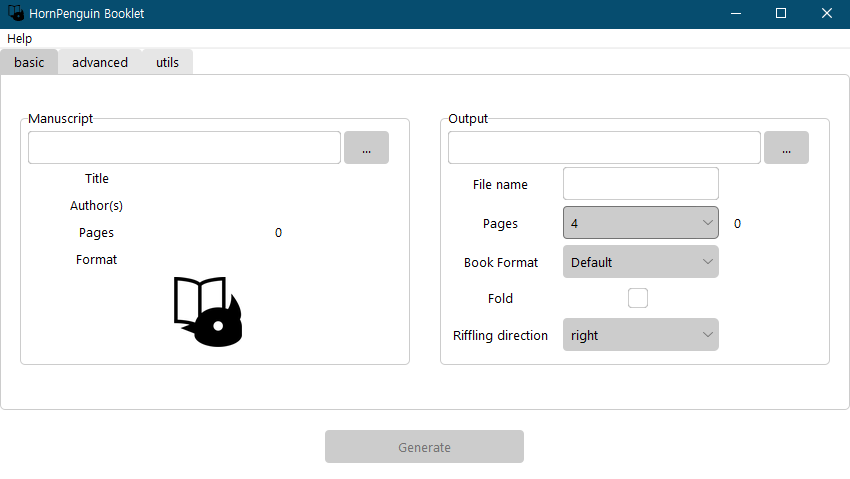 HornPenguin Booklet
Help
basic advanced utils
Manuscript
...
Title
Author(s)
Pages 0
Format
Output
...
File name
Pages 4 0
Book Format Default
Fold
Riffling direction right
Generate